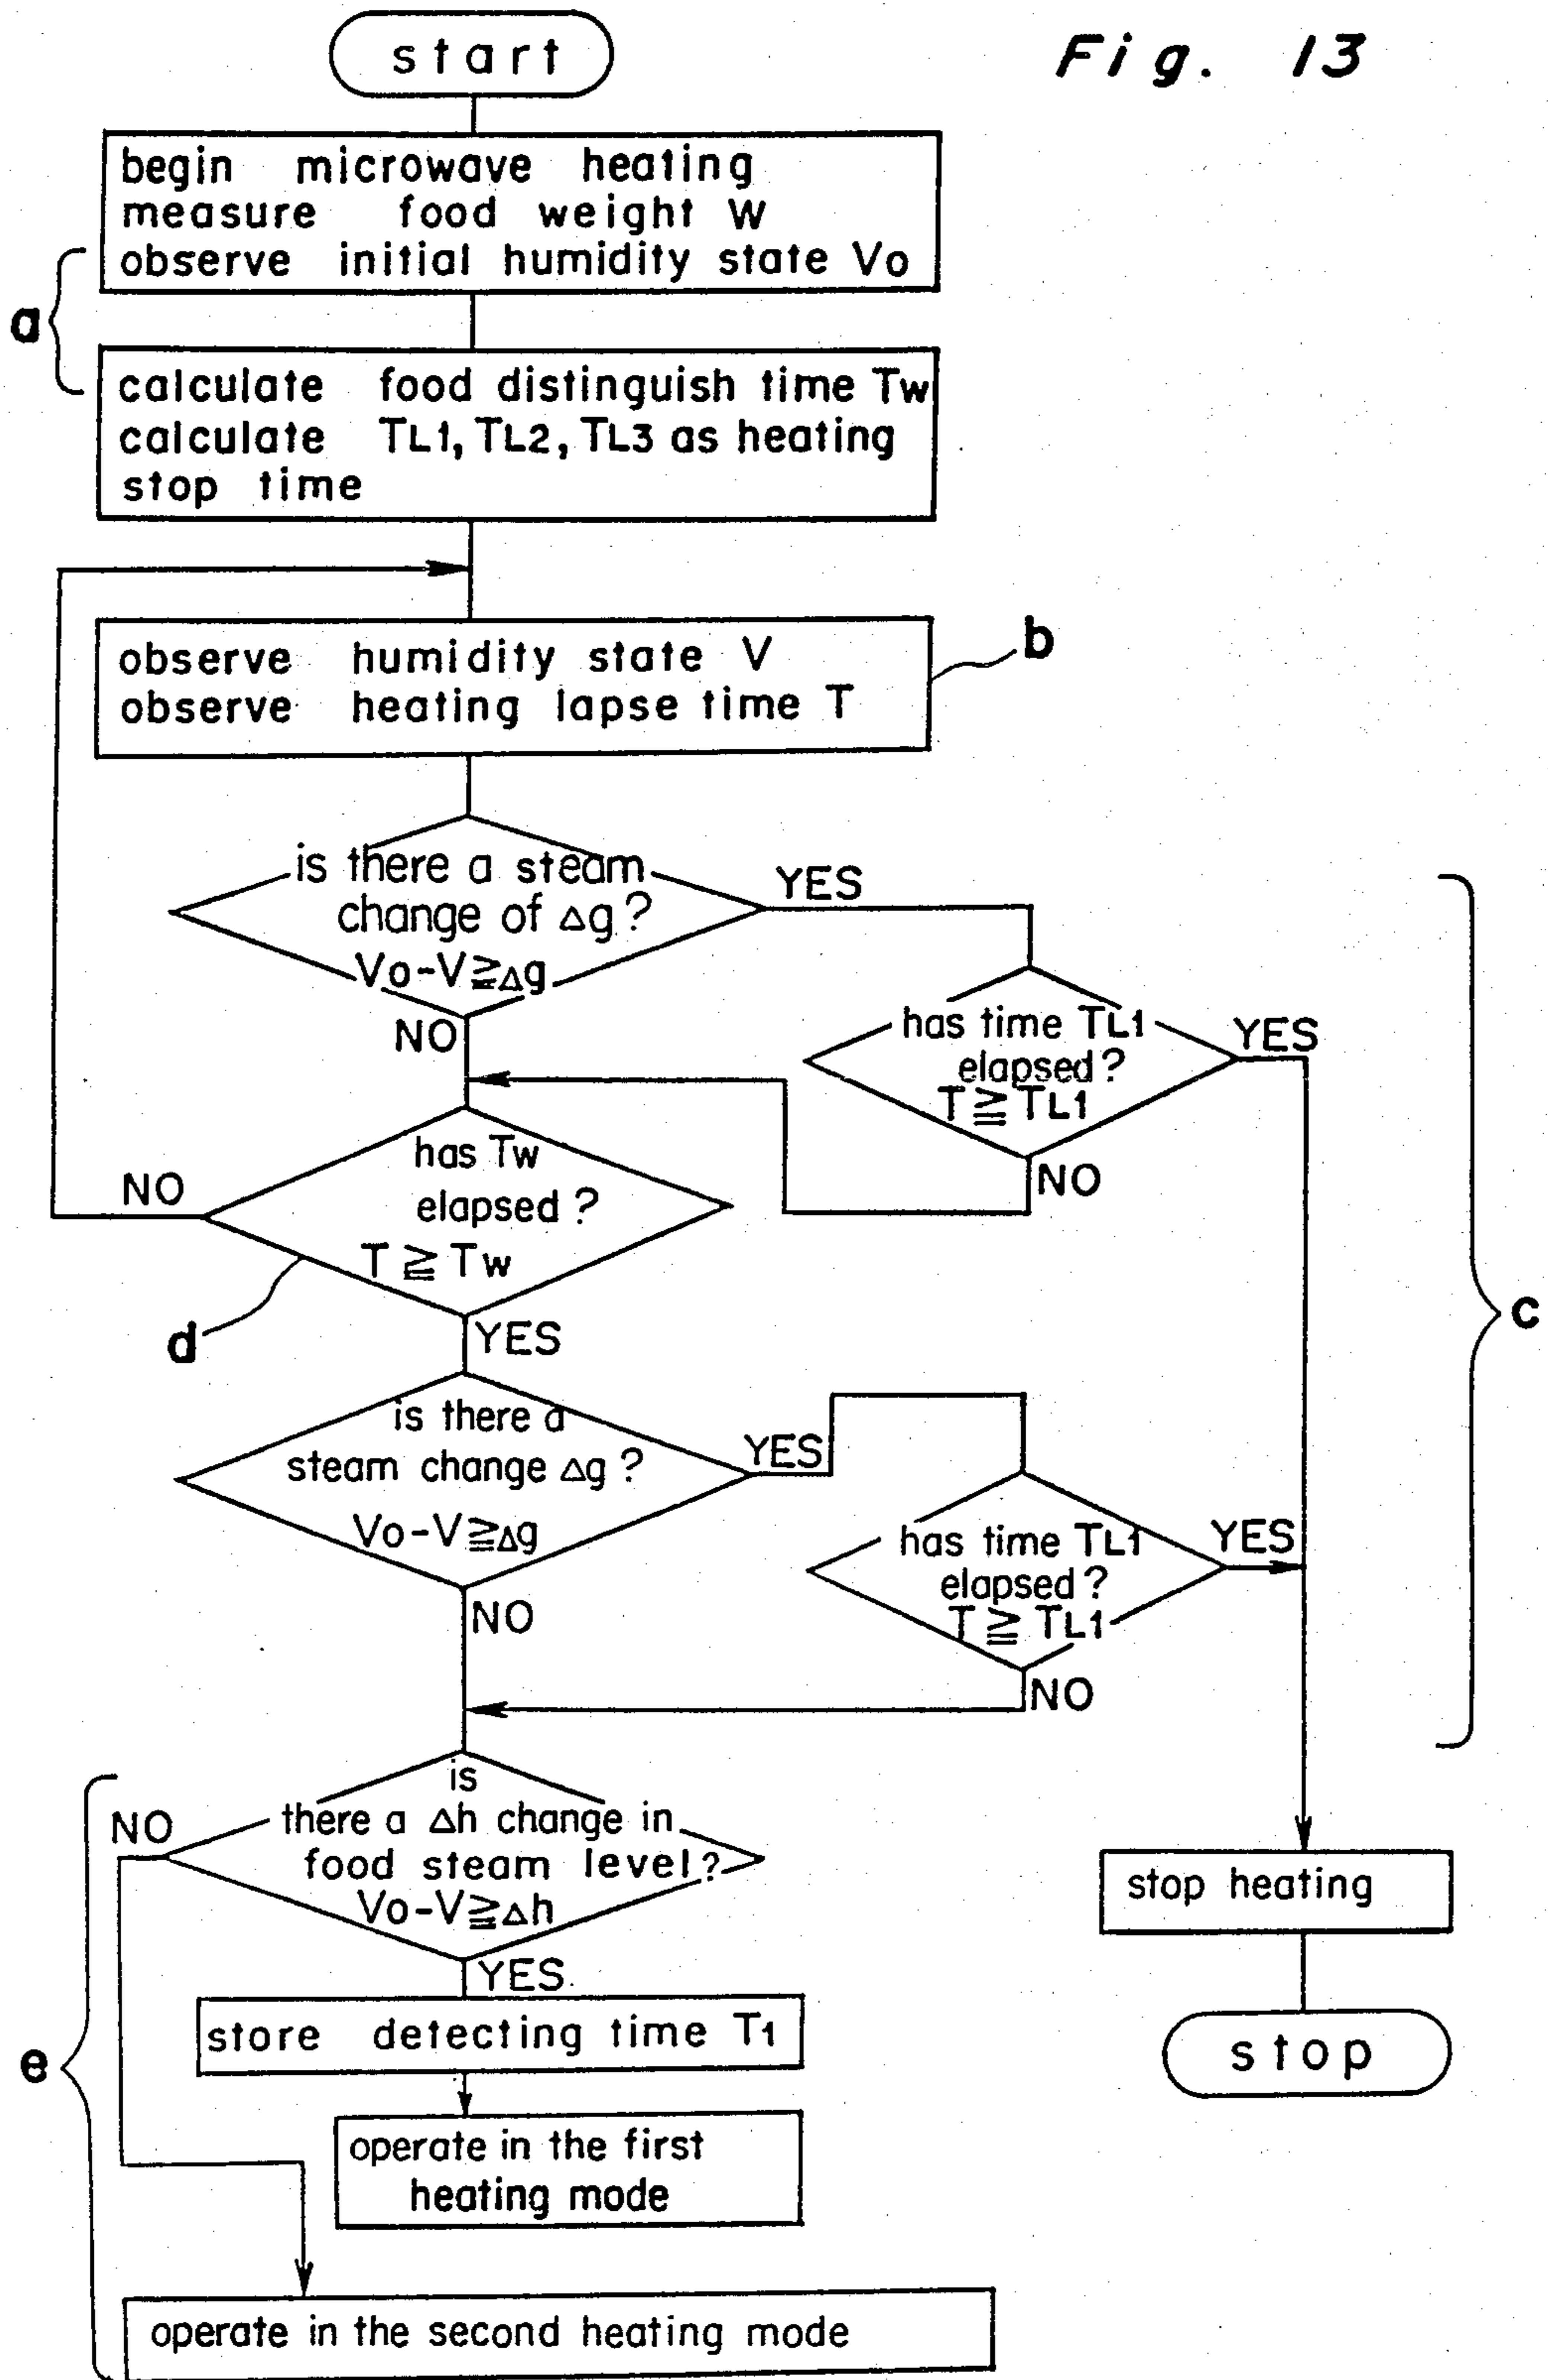 Fig. 13
start
begin microwave heating
measure food weight W
observe initial humidity state Vo
a
calculate food distinguish time Tw
calculate TL1, TL2, TL3 as heating
stop time
observe humidity state V
observe heating lapse time T
b
is there a steam
change of Δg?
Vo-V≧Δg
YES
NO
has time TL1
elapsed?
T≧TL1
YES
NO
has Tw
elapsed?
T≧Tw
NO
YES
d
c
is there a
steam change Δg?
Vo-V≧Δg
YES
NO
has time TL1
elapsed?
T≧TL1
YES
NO
is
there a Δh change in
food steam level?
Vo-V≧Δh
NO
YES
stop heating
stop
e
store detecting time T1
operate in the first
heating mode
operate in the second heating mode